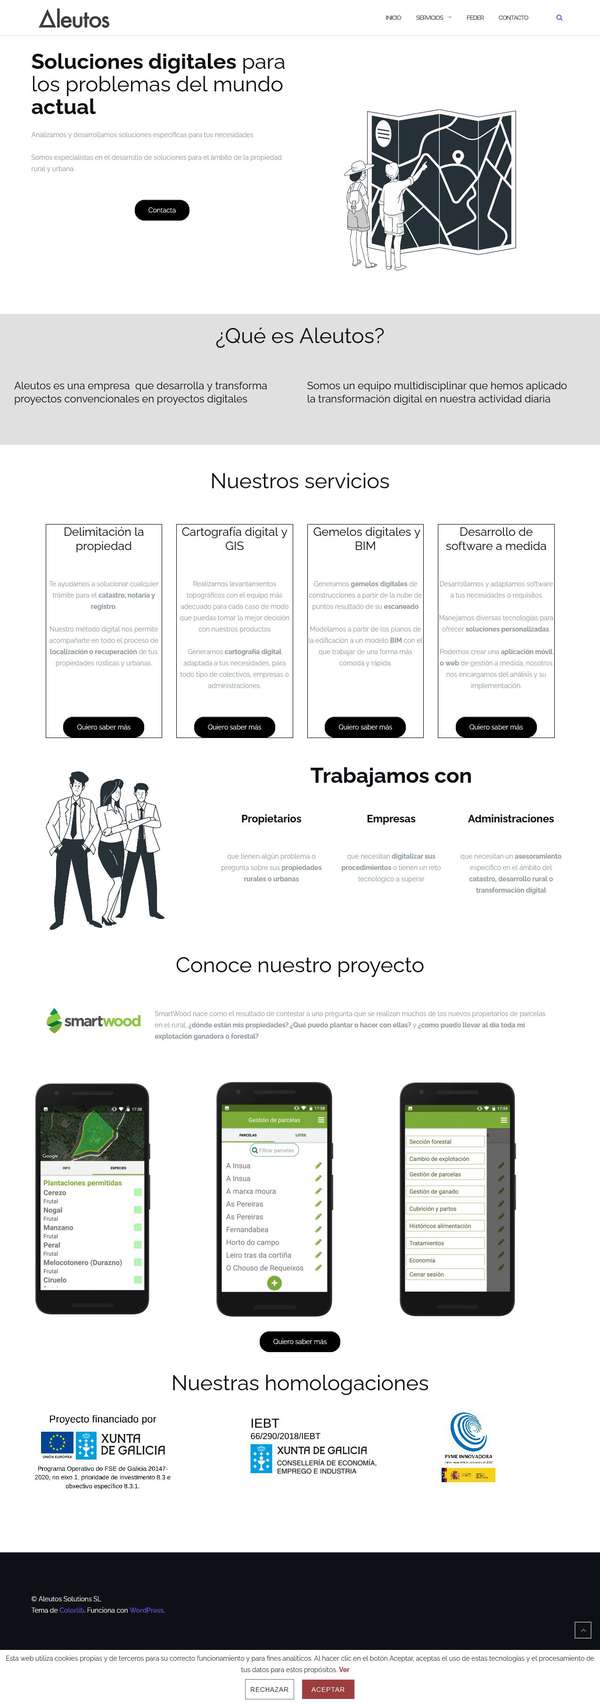 Aleutos
INICIO SERVICIOS FEDER CONTACTO
Soluciones digitales para
los problemas del mundo
actual
Analizamos y desarrollamos soluciones específicas para tus necesidades
Somos especialistas en el desarrollo de soluciones para el ámbito de la propiedad
rural y urbana.
Contacta
¿Qué es Aleutos?
Aleutos es una empresa que desarrolla y transforma
proyectos convencionales en proyectos digitales
Somos un equipo multidisciplinar que hemos aplicado
la transformación digital en nuestra actividad diaria
Nuestros servicios
Delimitación la
propiedad
Te ayudamos a solucionar cualquier
trámite para el catastro, notaría y
registro.
Nuestro método digital nos permite
acompañarte en todo el proceso de
localización o recuperación de tus
propiedades rústicas y urbanas.
Quiero saber más
Cartografía digital y
GIS
Realizamos levantamientos
topográficos con el equipo más
adecuado para cada caso de modo
que puedas tomar la mejor decisión
con nuestros productos.
Generamos cartografía digital
adaptada a tus necesidades, para
todo tipo de colectivos, empresas o
administraciones.
Quiero saber más
Gemelos digitales y
BIM
Generamos gemelos digitales de
construcciones a partir de la nube de
puntos resultado de su escaneado.
Modelamos a partir de los planos de
la edificación a un modelo BIM con el
que trabajar de una forma más
cómoda y rápida.
Quiero saber más
Desarrollo de
software a medida
Desarrollamos y adaptamos software
a tus necesidades o requisitos.
Manejamos diversas tecnologías para
ofrecer soluciones personalizadas.
Podemos crear una aplicación móvil
o web de gestión a medida, nosotros
nos encargamos del análisis y su
implementación.
Quiero saber más
Trabajamos con
Propietarios
que tienen algún problema o
pregunta sobre sus propiedades
rurales o urbanas
Empresas
que necesitan digitalizar sus
procedimientos o tienen un reto
tecnológico a superar
Administraciones
que necesitan un asesoramiento
específico en el ámbito del
catastro, desarrollo rural o
transformación digital
Conoce nuestro proyecto
smartwood
SmartWood nace como el resultado de contestar a una pregunta que se realizan muchos de los nuevos propietarios de parcelas
en el rural, ¿dónde están mis propiedades? ¿Qué puedo plantar o hacer con ellas? y ¿como puedo llevar al día toda mi
explotación ganadera o forestal?
17:58
Google
INFO ESPECIES
Plantaciones permitidas
Cerezo
Frutal
Nogal
Frutal
Manzano
Frutal
Peral
Frutal
Melocotonero (Durazno)
Frutal
Ciruelo
17:58
Gestión de parcelas
PARCELAS LOTES
Filtrar parcelas
A Insua
A Insua
A marxa moura
As Pereiras
As Pereiras
Fernandabea
Horto do campo
Leiro tras da cortiña
O Chouso de Requeixos
17:59
Sección forestal
Cambio de explotación
Gestión de parcelas
Gestión de ganado
Cubrición y partos
Históricos alimentación
Tratamientos
Economía
Cerrar sesión
Quiero saber más
Nuestras homologaciones
Proyecto financiado por
UNIÓN EUROPEA
XUNTA
DE GALICIA
Programa Operativo do FSE de Galicia 20147-
2020, no eixo 1, prioridade de investimento 8.3 e
obxectivo específico 8.3.1.
IEBT
66/290/2018/IEBT
XUNTA DE GALICIA
CONSELLERÍA DE ECONOMÍA,
EMPREGO E INDUSTRIA
PYME INNOVADORA
© Aleutos Solutions SL
Tema de Colorlib. Funciona con WordPress.
Esta web utiliza cookies propias y de terceros para su correcto funcionamiento y para fines analíticos. Al hacer clic en el botón Aceptar, aceptas el uso de estas tecnologías y el procesamiento de
tus datos para estos propósitos. Ver
RECHAZAR ACEPTAR